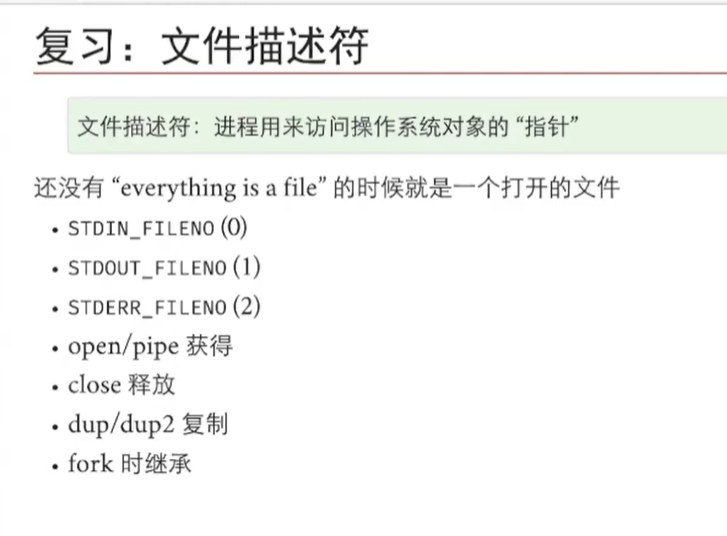 复习：文件描述符
文件描述符：进程用来访问操作系统对象的 “指针”
还没有 “everything is a file” 的时候就是一个打开的文件
• STDIN_FILENO (0)
• STDOUT_FILENO (1)
• STDERR_FILENO (2)
• open/pipe 获得
• close 释放
• dup/dup2 复制
• fork 时继承